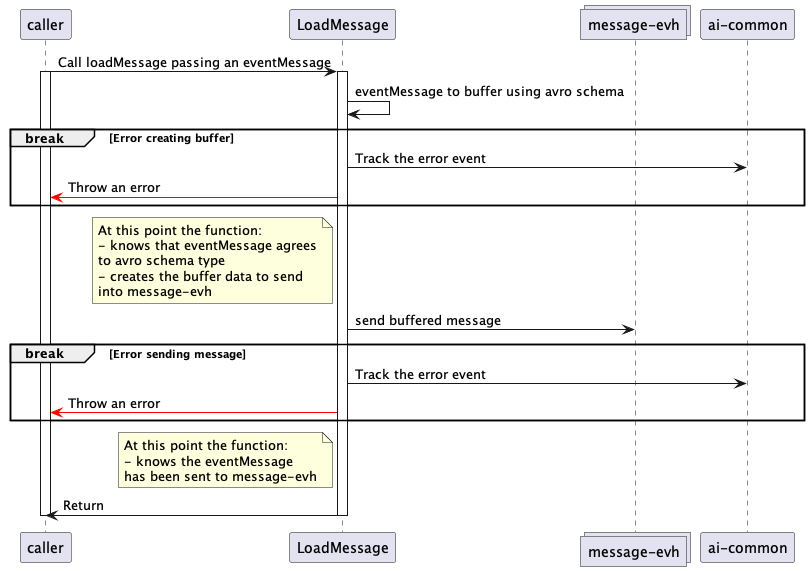 caller
LoadMessage
message-evh
ai-common
Call loadMessage passing an eventMessage
eventMessage to buffer using avro schema
break
[Error creating buffer]
Track the error event
Throw an error
At this point the function:
- knows that eventMessage agrees
to avro schema type
- creates the buffer data to send
into message-evh
send buffered message
break
[Error sending message]
Track the error event
Throw an error
At this point the function:
- knows the eventMessage
has been sent to message-evh
Return
caller
LoadMessage
message-evh
ai-common